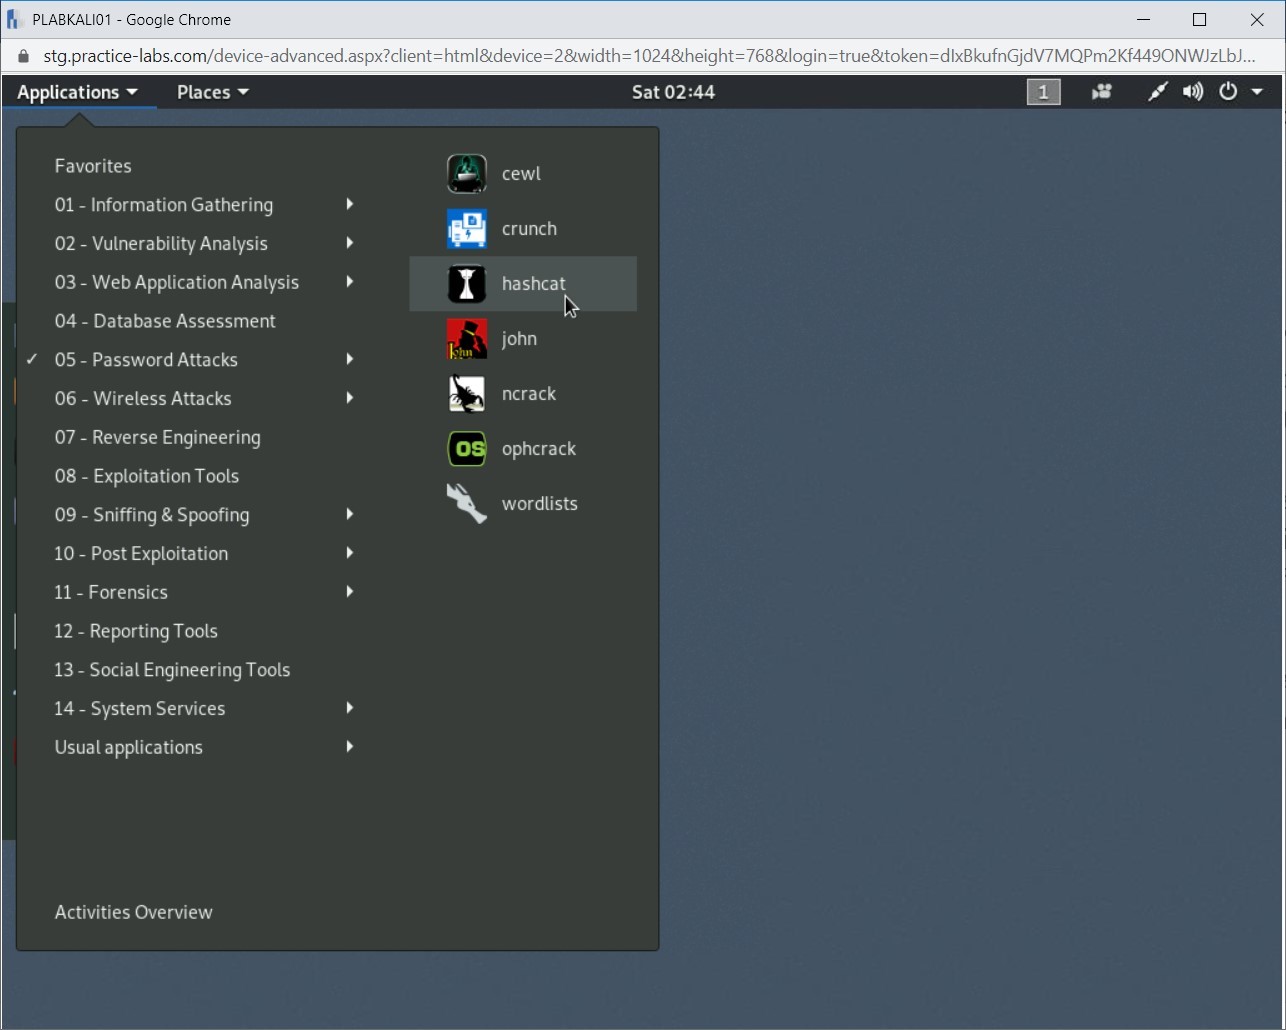 PLABKALI01 - Google Chrome
stg.practice-labs.com/device-advanced.aspx?client=html&device=2&width=1024&height=768&login=true&token=dIxBkufnGjdV7MQPm2Kf449ONWJzLbJ...
Applications Places Sat 02:44 1
Favorites
01 - Information Gathering
02 - Vulnerability Analysis
03 - Web Application Analysis
04 - Database Assessment
✓ 05 - Password Attacks
06 - Wireless Attacks
07 - Reverse Engineering
08 - Exploitation Tools
09 - Sniffing & Spoofing
10 - Post Exploitation
11 - Forensics
12 - Reporting Tools
13 - Social Engineering Tools
14 - System Services
Usual applications
Activities Overview
cewl
crunch
hashcat
john
John
ncrack
OS
ophcrack
wordlists